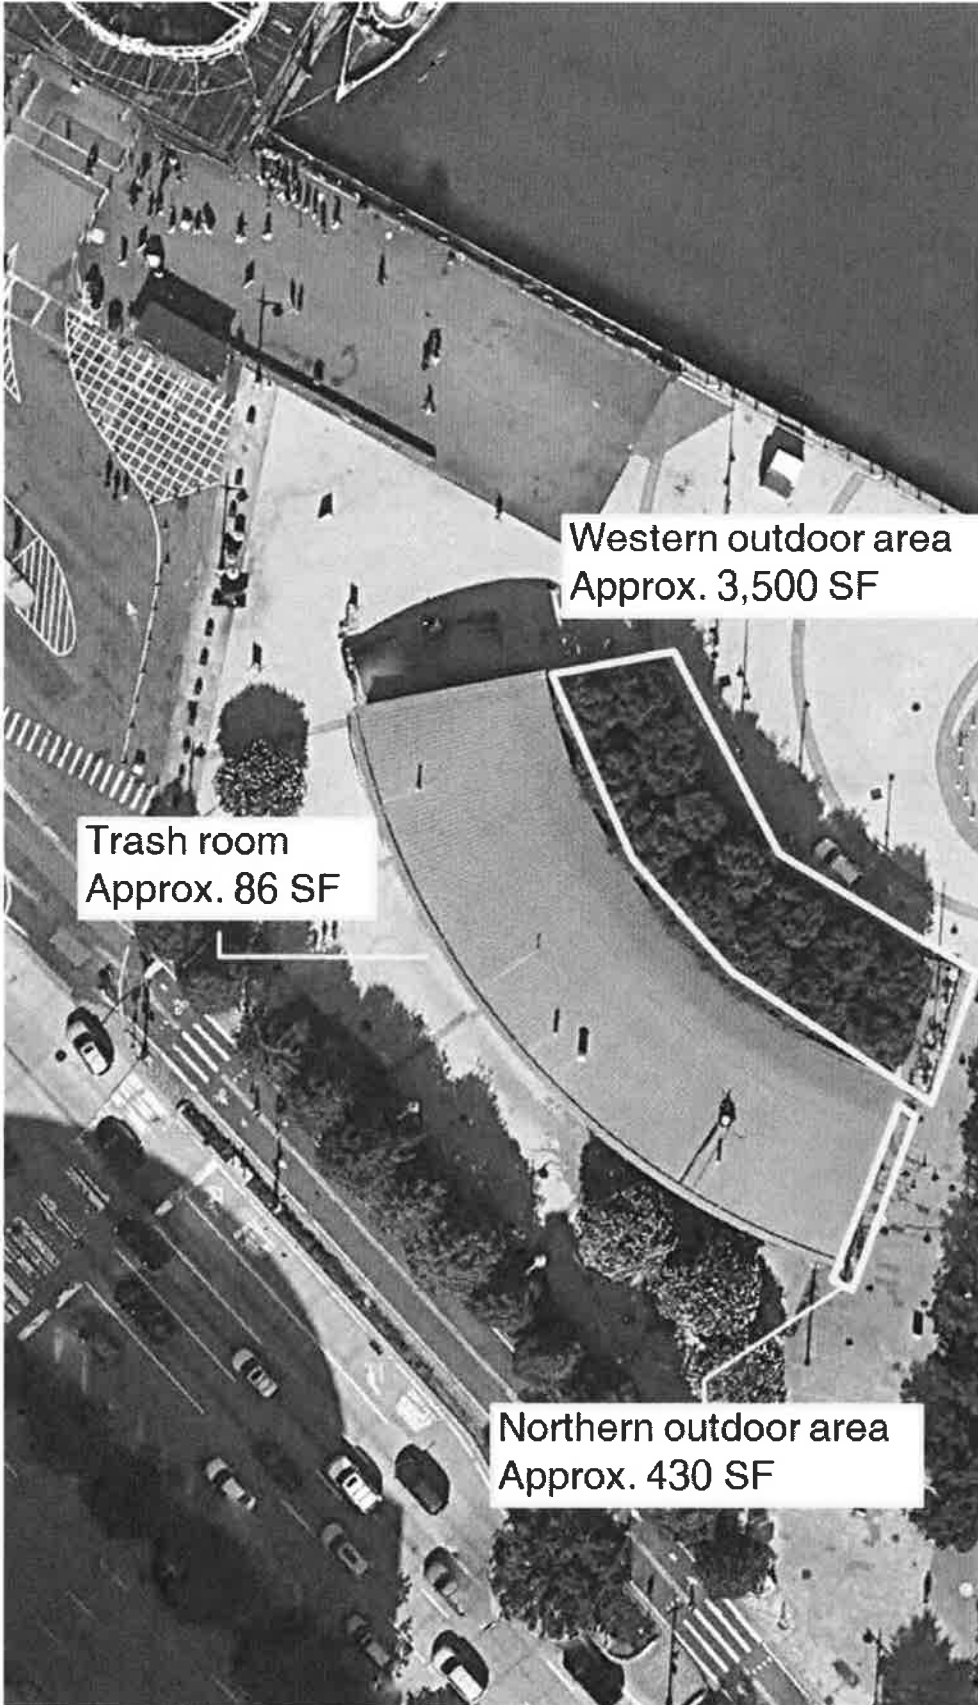 Western outdoor area
Approx. 3,500 SF
Trash room
Approx. 86 SF
Northern outdoor area
Approx. 430 SF